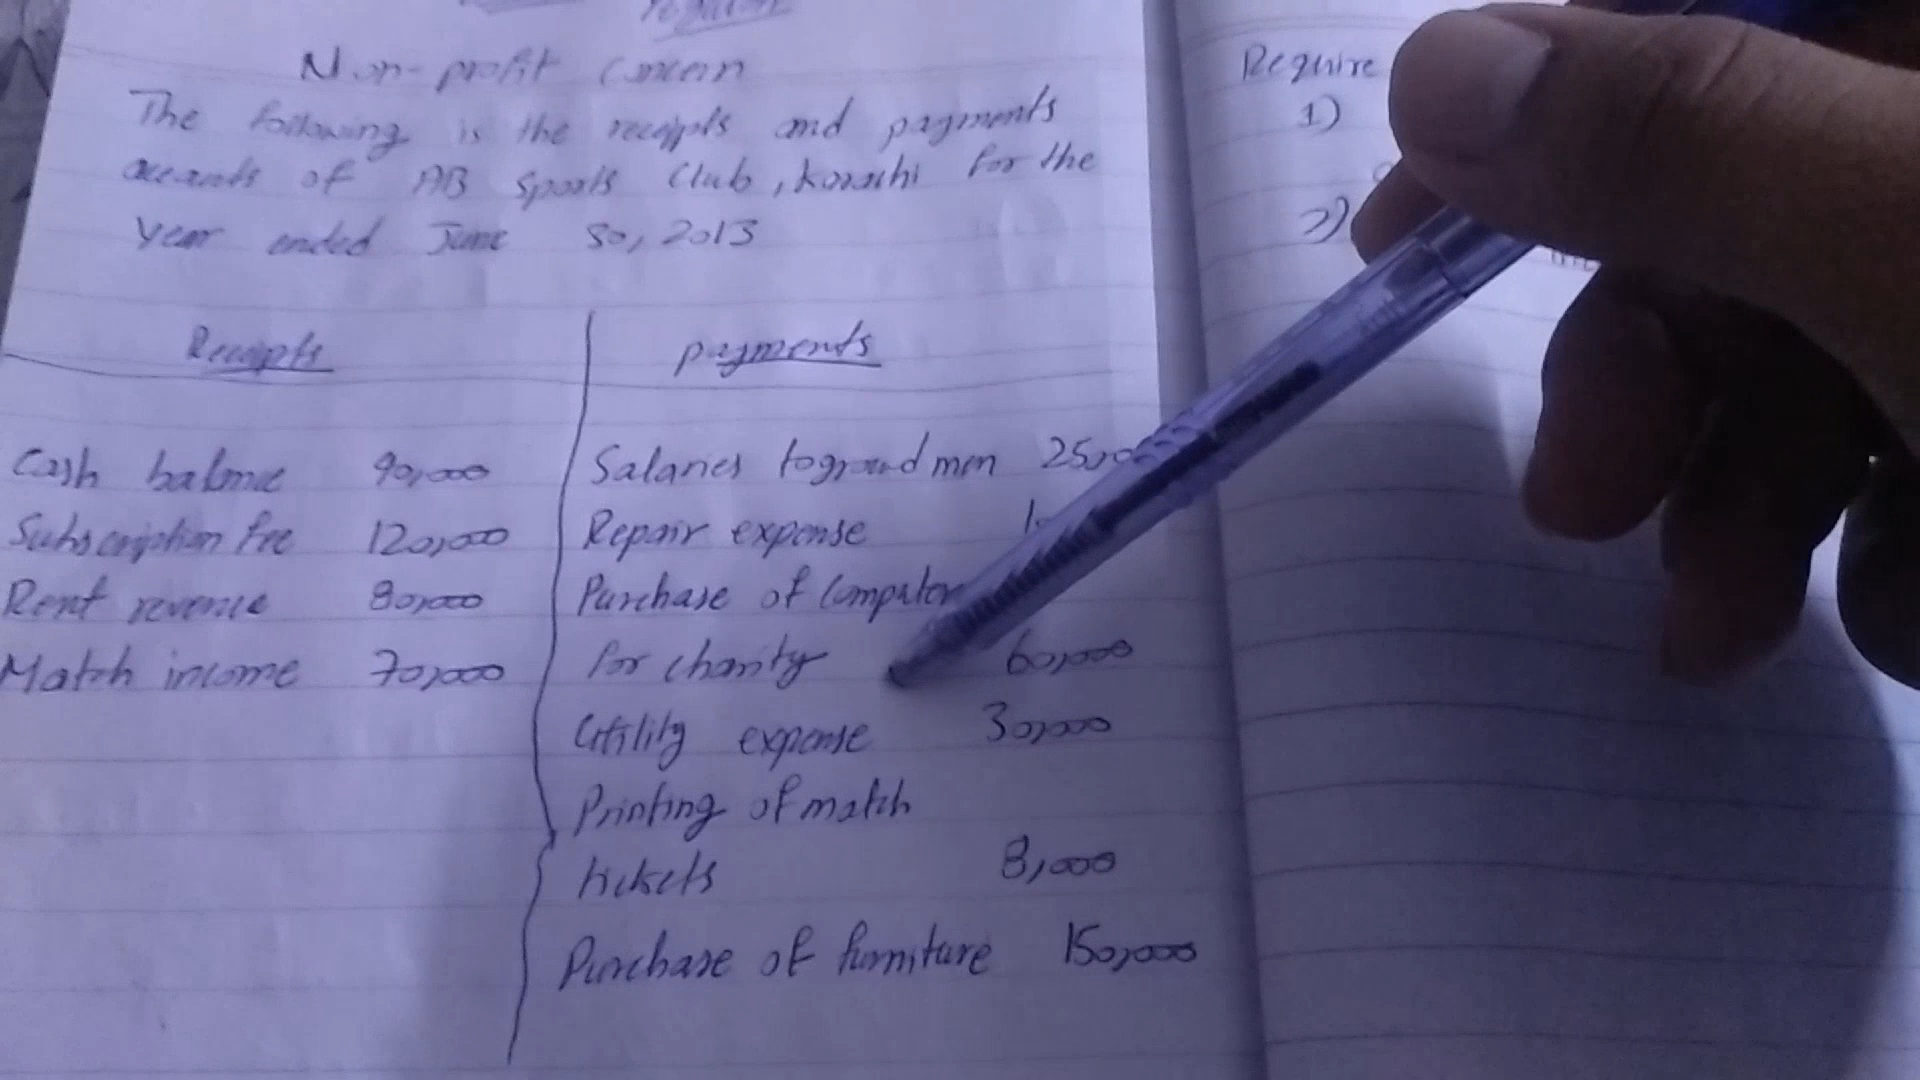 Non-profit Concern
The following is the receipts and payments
accounts of AB Sports Club, Karachi for the
Year ended June 30, 2013
Receipts
payments
Cash balance 90,000
Salaries to ground men 25,0
Subscription fee 120,000
Repair expense
Rent revenue 80,000
Purchase of Computer
Match income 70,000
for charity 60,000
Utility expense 30,000
Printing of match
tickets 8,000
Purchase of furniture 150,000
Require
1)
2)